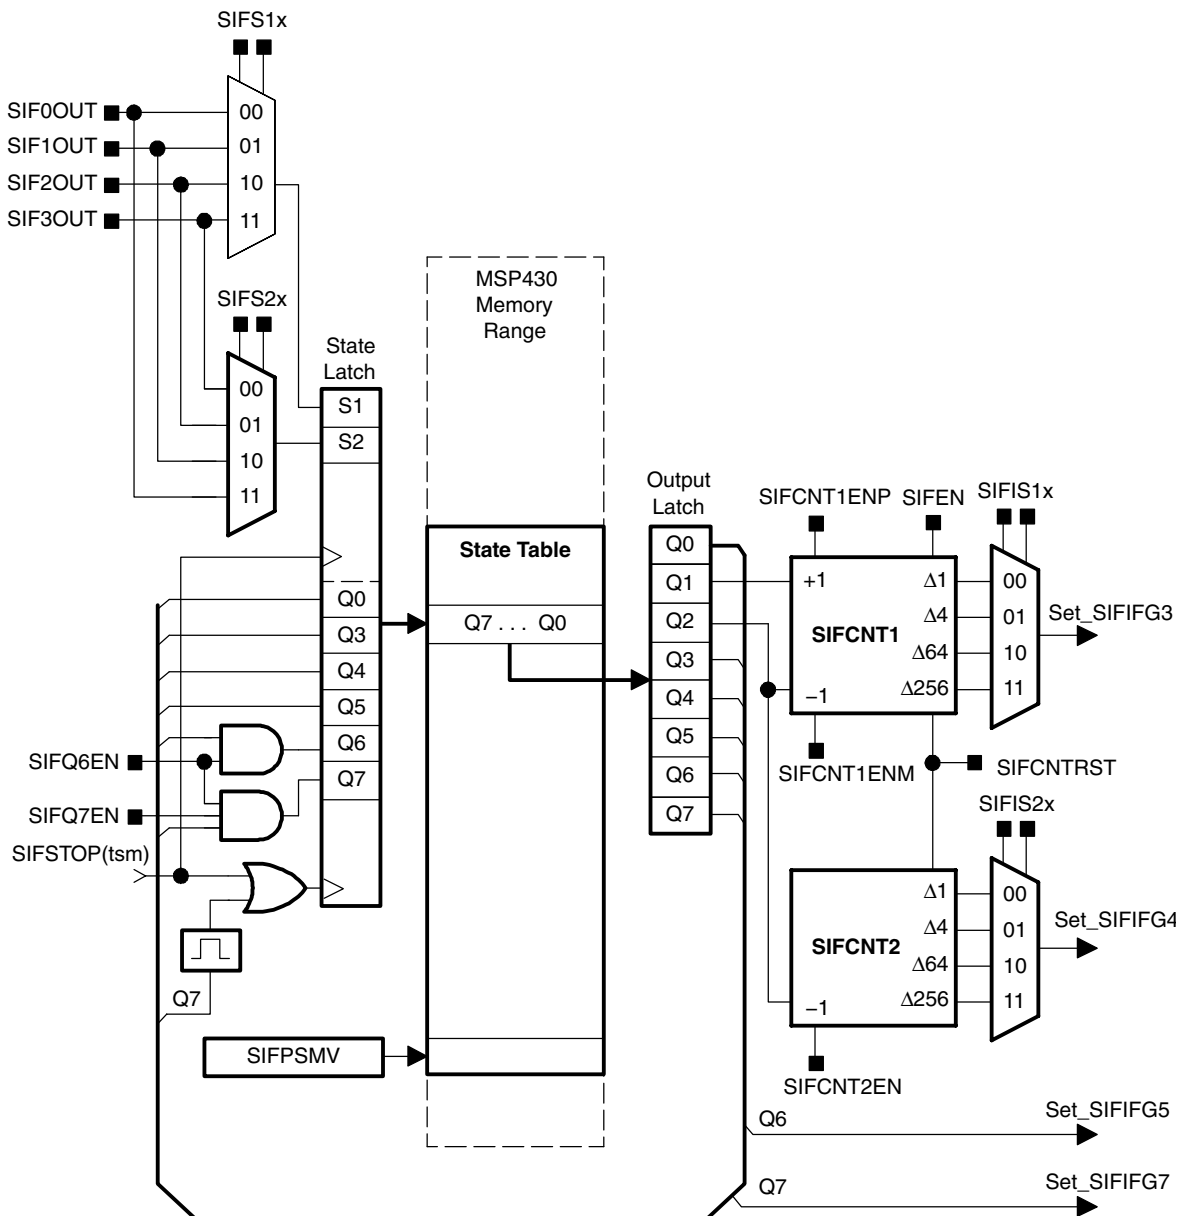 SIFS1x
SIF0OUT
SIF1OUT
SIF2OUT
SIF3OUT
00
01
10
11
SIFS2x
00
01
10
11
State
Latch
S1
S2
Q0
Q3
Q4
Q5
Q6
Q7
SIFQ6EN
SIFQ7EN
SIFSTOP(tsm)
Q7
SIFPSMV
MSP430
Memory
Range
State Table
Q7 . . . Q0
Output
Latch
Q0
Q1
Q2
Q3
Q4
Q5
Q6
Q7
SIFCNT1ENP
SIFEN
SIFIS1x
+1
SIFCNT1
−1
Δ1
Δ4
Δ64
Δ256
00
01
10
11
Set_SIFIFG3
SIFCNT1ENM
SIFCNTRST
SIFIS2x
SIFCNT2
−1
Δ1
Δ4
Δ64
Δ256
00
01
10
11
Set_SIFIFG4
SIFCNT2EN
Q6
Set_SIFIFG5
Q7
Set_SIFIFG7